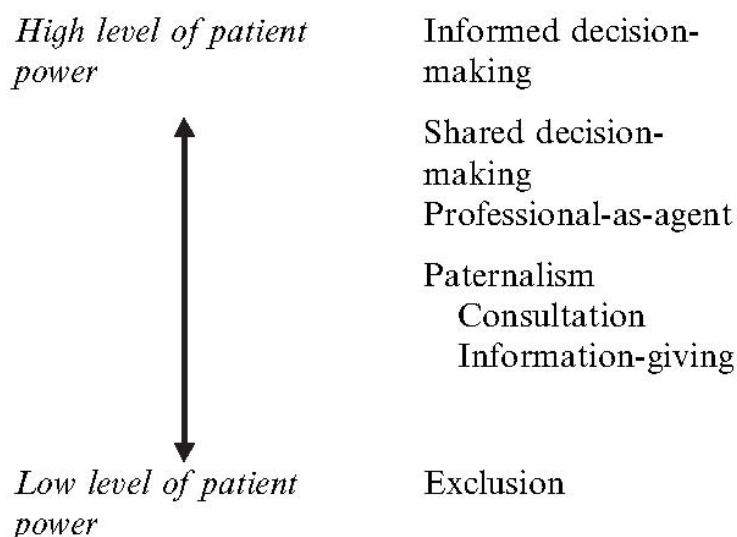 High level of patient
power
Informed decision-
making
Shared decision-
making
Professional-as-agent
Paternalism
Consultation
Information-giving
Low level of patient
power
Exclusion